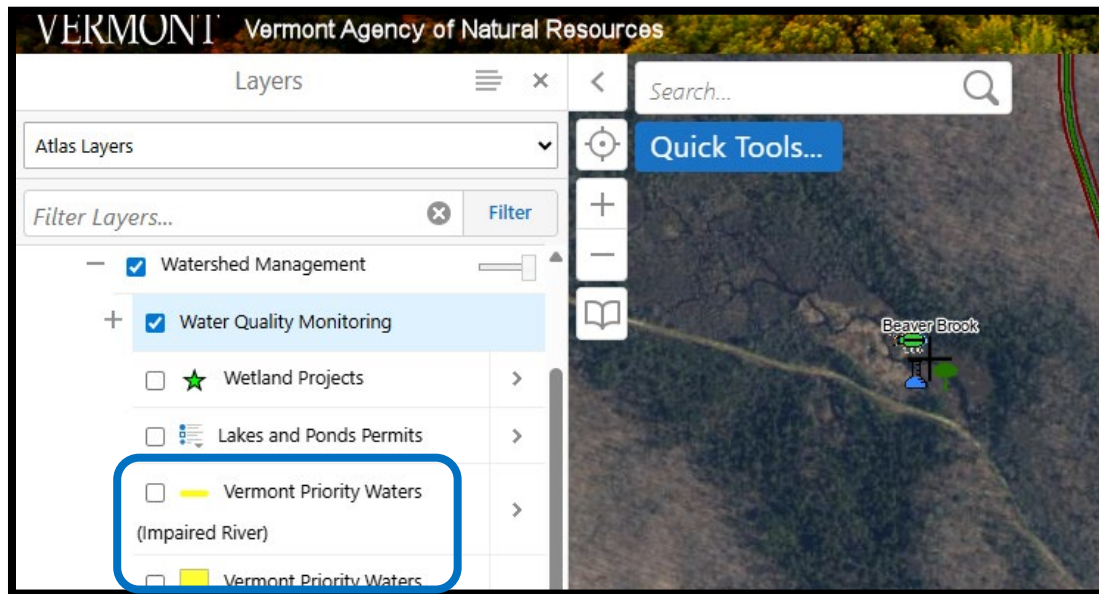 VERMONT Vermont Agency of Natural Resources
Layers
Search...
Atlas Layers
Quick Tools...
Filter Layers...
Filter
Watershed Management
Water Quality Monitoring
Beaver Brook
Wetland Projects
Lakes and Ponds Permits
Vermont Priority Waters
(Impaired River)
Vermont Priority Waters